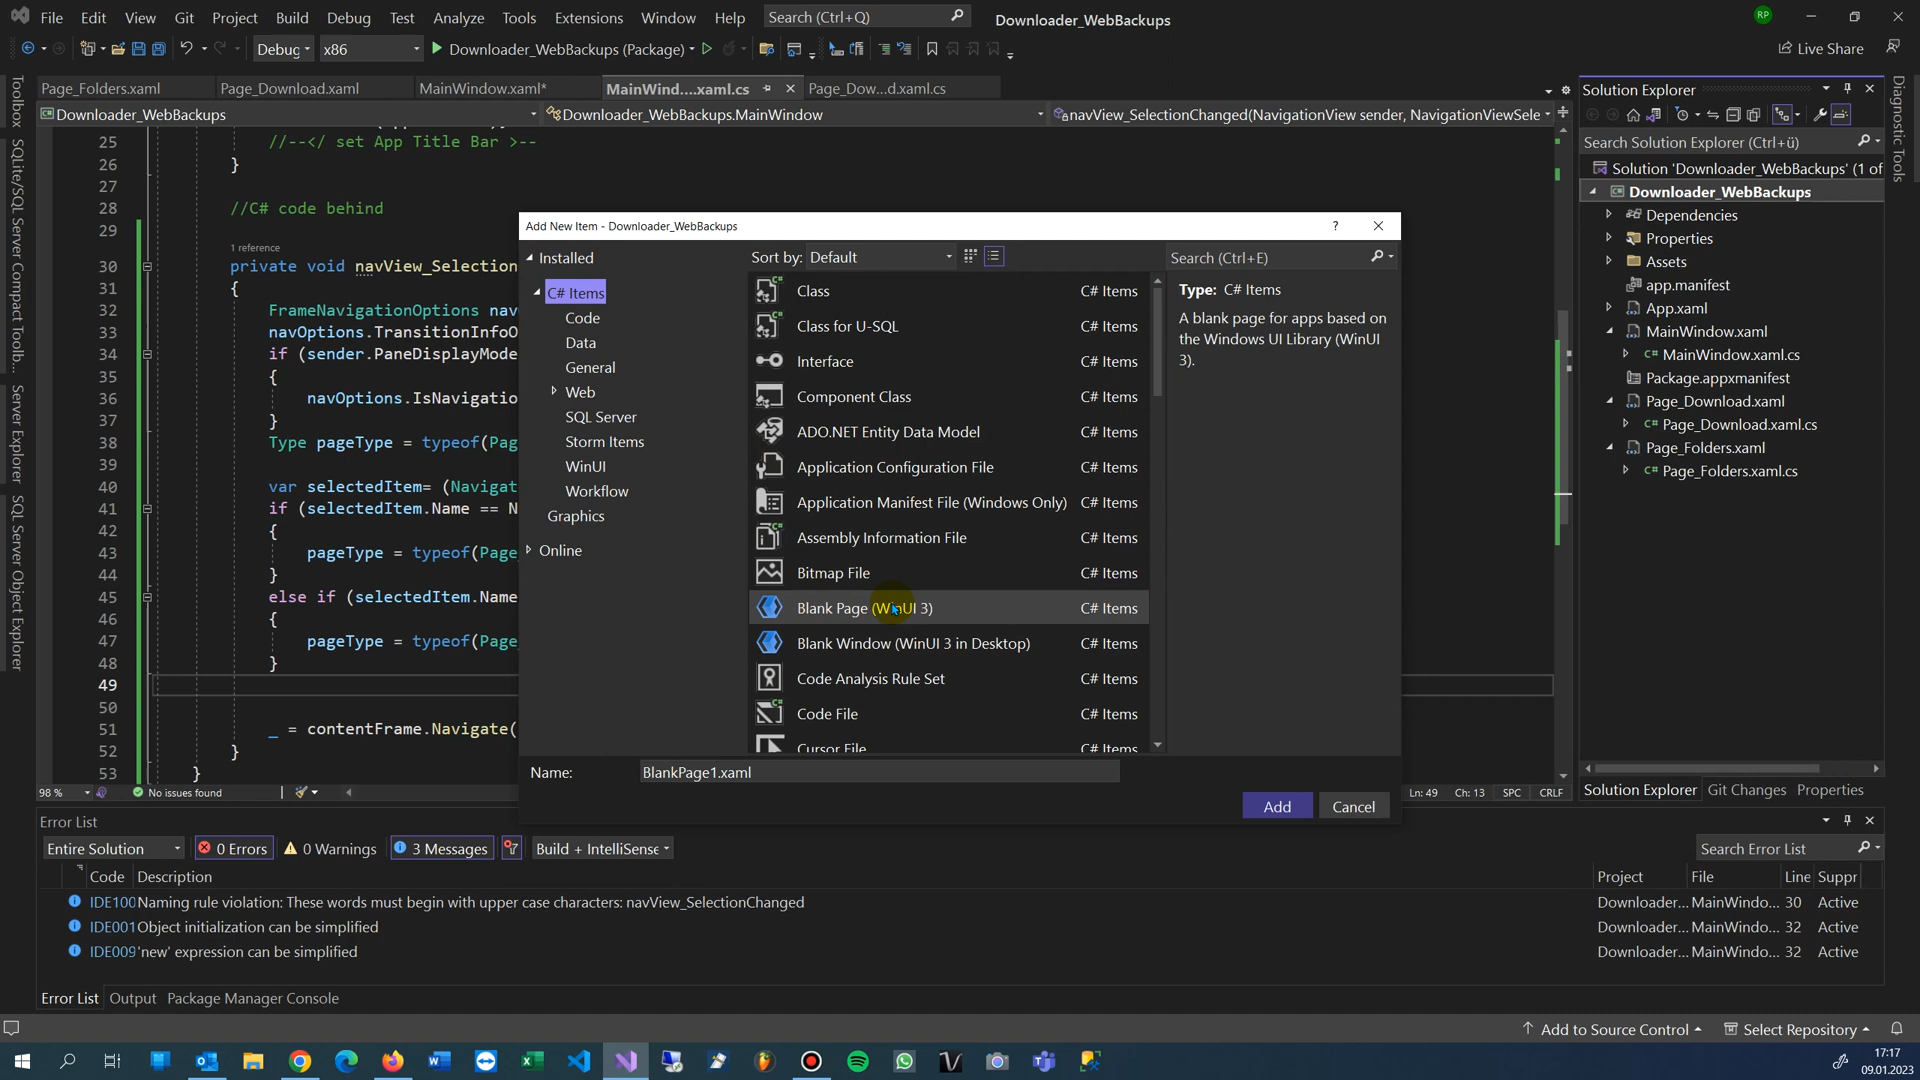 File Edit View Git Project Build Debug Test Analyze Tools Extensions Window Help Search (Ctrl+Q) Downloader_WebBackups RP
Debug x86 Downloader_WebBackups (Package) Live Share
Page_Folders.xaml Page_Download.xaml MainWindow.xaml* MainWind....xaml.cs Page_Dow...d.xaml.cs
Downloader_WebBackups Downloader_WebBackups.MainWindow navView_SelectionChanged(NavigationView sender, NavigationViewSele
Toolbox
SQLite/SQL Server Compact Toolb...
Server Explorer
SQL Server Object Explorer
25 //--</ set App Title Bar >--
26 }
27
28 //C# code behind
29
1 reference
30 private void navView_Selection
31 {
32 FrameNavigationOptions nav
33 navOptions.TransitionInfoO
34 if (sender.PaneDisplayMode
35 {
36 navOptions.IsNavigatio
37 }
38 Type pageType = typeof(Pag
39
40 var selectedItem= (Navigat
41 if (selectedItem.Name == N
42 {
43 pageType = typeof(Page
44 }
45 else if (selectedItem.Name
46 {
47 pageType = typeof(Page
48 }
49
50
51 _ = contentFrame.Navigate(
52 }
53 }
98 % No issues found Ln: 49 Ch: 13 SPC CRLF
Add New Item - Downloader_WebBackups ?
Installed
C# Items
Code
Data
General
Web
SQL Server
Storm Items
WinUI
Workflow
Graphics
Online
Sort by: Default
Search (Ctrl+E)
Class C# Items
Class for U-SQL C# Items
Interface C# Items
Component Class C# Items
ADO.NET Entity Data Model C# Items
Application Configuration File C# Items
Application Manifest File (Windows Only) C# Items
Assembly Information File C# Items
Bitmap File C# Items
Blank Page (WinUI 3) C# Items
Blank Window (WinUI 3 in Desktop) C# Items
Code Analysis Rule Set C# Items
Code File C# Items
Cursor File C# Items
Type: C# Items
A blank page for apps based on
the Windows UI Library (WinUI
3).
Name: BlankPage1.xaml
Add Cancel
Solution Explorer
Search Solution Explorer (Ctrl+ü)
Solution 'Downloader_WebBackups' (1 of
Downloader_WebBackups
Dependencies
Properties
Assets
app.manifest
App.xaml
MainWindow.xaml
C# MainWindow.xaml.cs
Package.appxmanifest
Page_Download.xaml
C# Page_Download.xaml.cs
Page_Folders.xaml
C# Page_Folders.xaml.cs
Solution Explorer Git Changes Properties
Diagnostic Tools
Error List
Entire Solution 0 Errors 0 Warnings 3 Messages Build + IntelliSense Search Error List
Code Description Project File Line Suppr
IDE100 Naming rule violation: These words must begin with upper case characters: navView_SelectionChanged Downloader... MainWindo... 30 Active
IDE001 Object initialization can be simplified Downloader... MainWindo... 32 Active
IDE009 'new' expression can be simplified Downloader... MainWindo... 32 Active
Error List Output Package Manager Console
Add to Source Control Select Repository
17:17
09.01.2023